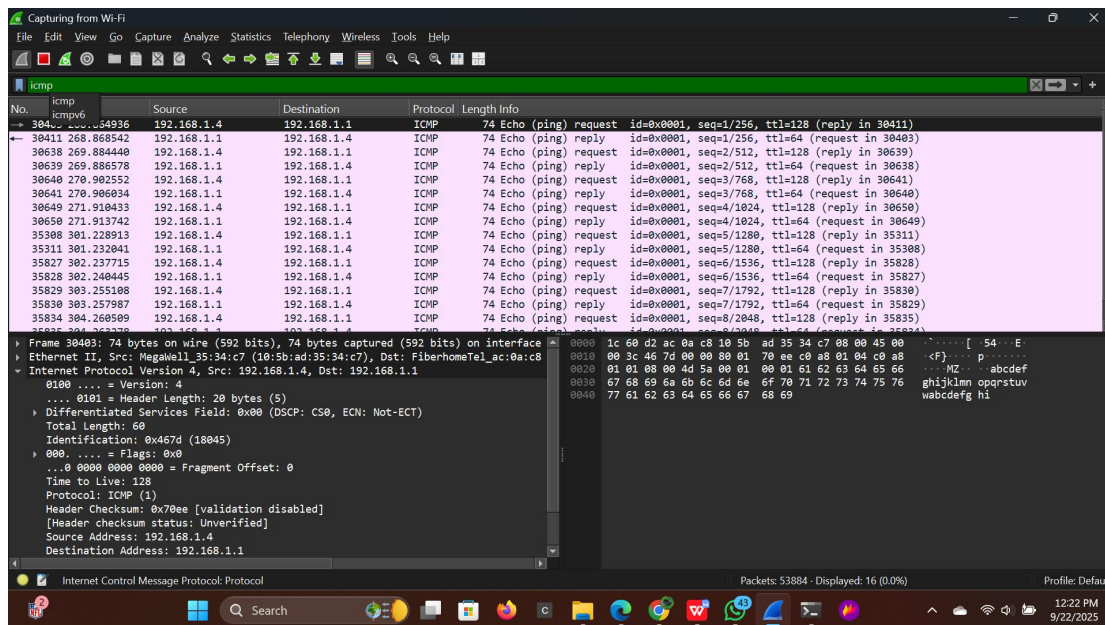 Capturing from Wi-Fi
File Edit View Go Capture Analyze Statistics Telephony Wireless Tools Help
icmp
icmp
icmpv6
No. Source Destination Protocol Length Info
192.168.1.4 192.168.1.1 ICMP 74 Echo (ping) request id=0x0001, seq=1/256, ttl=128 (reply in 30411)
30411 268.868542 192.168.1.1 192.168.1.4 ICMP 74 Echo (ping) reply id=0x0001, seq=1/256, ttl=64 (request in 30403)
30638 269.884440 192.168.1.4 192.168.1.1 ICMP 74 Echo (ping) request id=0x0001, seq=2/512, ttl=128 (reply in 30639)
30639 269.886578 192.168.1.1 192.168.1.4 ICMP 74 Echo (ping) reply id=0x0001, seq=2/512, ttl=64 (request in 30638)
30640 270.902552 192.168.1.4 192.168.1.1 ICMP 74 Echo (ping) request id=0x0001, seq=3/768, ttl=128 (reply in 30641)
30641 270.906034 192.168.1.1 192.168.1.4 ICMP 74 Echo (ping) reply id=0x0001, seq=3/768, ttl=64 (request in 30640)
30649 271.910433 192.168.1.4 192.168.1.1 ICMP 74 Echo (ping) request id=0x0001, seq=4/1024, ttl=128 (reply in 30650)
30650 271.913742 192.168.1.1 192.168.1.4 ICMP 74 Echo (ping) reply id=0x0001, seq=4/1024, ttl=64 (request in 30649)
35308 301.228913 192.168.1.4 192.168.1.1 ICMP 74 Echo (ping) request id=0x0001, seq=5/1280, ttl=128 (reply in 35311)
35311 301.232041 192.168.1.1 192.168.1.4 ICMP 74 Echo (ping) reply id=0x0001, seq=5/1280, ttl=64 (request in 35308)
35827 302.237715 192.168.1.4 192.168.1.1 ICMP 74 Echo (ping) request id=0x0001, seq=6/1536, ttl=128 (reply in 35828)
35828 302.240445 192.168.1.1 192.168.1.4 ICMP 74 Echo (ping) reply id=0x0001, seq=6/1536, ttl=64 (request in 35827)
35829 303.255108 192.168.1.4 192.168.1.1 ICMP 74 Echo (ping) request id=0x0001, seq=7/1792, ttl=128 (reply in 35830)
35830 303.257987 192.168.1.1 192.168.1.4 ICMP 74 Echo (ping) reply id=0x0001, seq=7/1792, ttl=64 (request in 35829)
35834 304.260509 192.168.1.4 192.168.1.1 ICMP 74 Echo (ping) request id=0x0001, seq=8/2048, ttl=128 (reply in 35835)
35835 304.263278 192.168.1.1 192.168.1.4 ICMP 74 Echo (ping) reply id=0x0001, seq=8/2048, ttl=64 (request in 35834)
Frame 30403: 74 bytes on wire (592 bits), 74 bytes captured (592 bits) on interface
Ethernet II, Src: MegaWell_35:34:c7 (10:5b:ad:35:34:c7), Dst: FiberhomeTel_ac:0a:c8
Internet Protocol Version 4, Src: 192.168.1.4, Dst: 192.168.1.1
0100 .... = Version: 4
.... 0101 = Header Length: 20 bytes (5)
Differentiated Services Field: 0x00 (DSCP: CS0, ECN: Not-ECT)
Total Length: 60
Identification: 0x467d (18045)
000. .... = Flags: 0x0
...0 0000 0000 0000 = Fragment Offset: 0
Time to Live: 128
Protocol: ICMP (1)
Header Checksum: 0x70ee [validation disabled]
[Header checksum status: Unverified]
Source Address: 192.168.1.4
Destination Address: 192.168.1.1
0000 1c 60 d2 ac 0a c8 10 5b ad 35 34 c7 08 00 45 00 ·`·····[ ·54···E·
0010 00 3c 46 7d 00 00 80 01 70 ee c0 a8 01 04 c0 a8 ·<F}···· p·······
0020 01 01 08 00 4d 5a 00 01 00 01 61 62 63 64 65 66 ····MZ·· ··abcdef
0030 67 68 69 6a 6b 6c 6d 6e 6f 70 71 72 73 74 75 76 ghijklmn opqrstuv
0040 77 61 62 63 64 65 66 67 68 69 wabcdefg hi
Internet Control Message Protocol: Protocol Packets: 53884 · Displayed: 16 (0.0%) Profile: Defau
2
Search
43
12:22 PM
9/22/2025